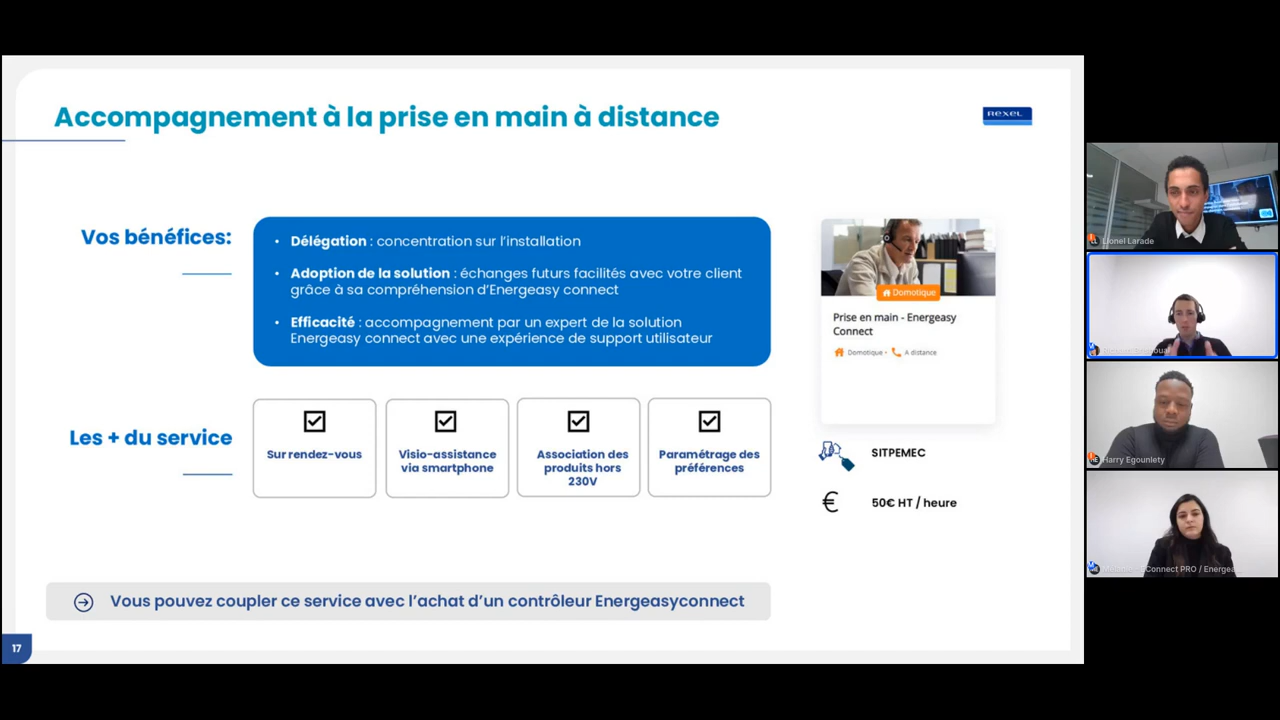 Accompagnement à la prise en main à distance
REXEL
Vos bénéfices:
• Délégation : concentration sur l'installation
• Adoption de la solution : échanges futurs facilités avec votre client
grâce à sa compréhension d'Energeasy connect
• Efficacité : accompagnement par un expert de la solution
Energeasy connect avec une expérience de support utilisateur
Domotique
Prise en main - Energeasy
Connect
Domotique • A distance
Les + du service
Sur rendez-vous
Visio-assistance
via smartphone
Association des
produits hors
230V
Paramétrage des
préférences
SITPEMEC
€ 50€ HT / heure
Vous pouvez coupler ce service avec l'achat d'un contrôleur Energeasyconnect
17
Lionel Larade
Harry Egounlety
Connect PRO / Energea